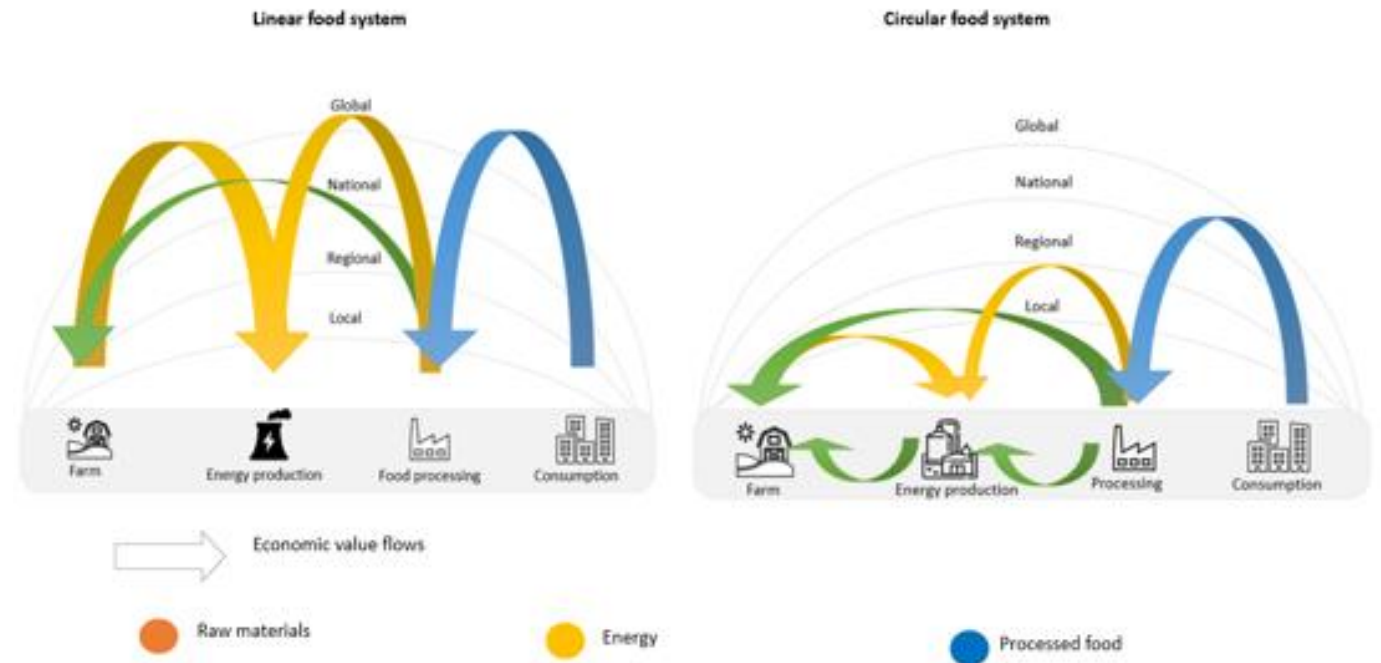 Linear food system
Circular food system
Global
National
Regional
Local
Farm
Energy production
Food processing
Consumption
Global
National
Regional
Local
Farm
Energy production
Processing
Consumption
Economic value flows
Raw materials
Energy
Processed food